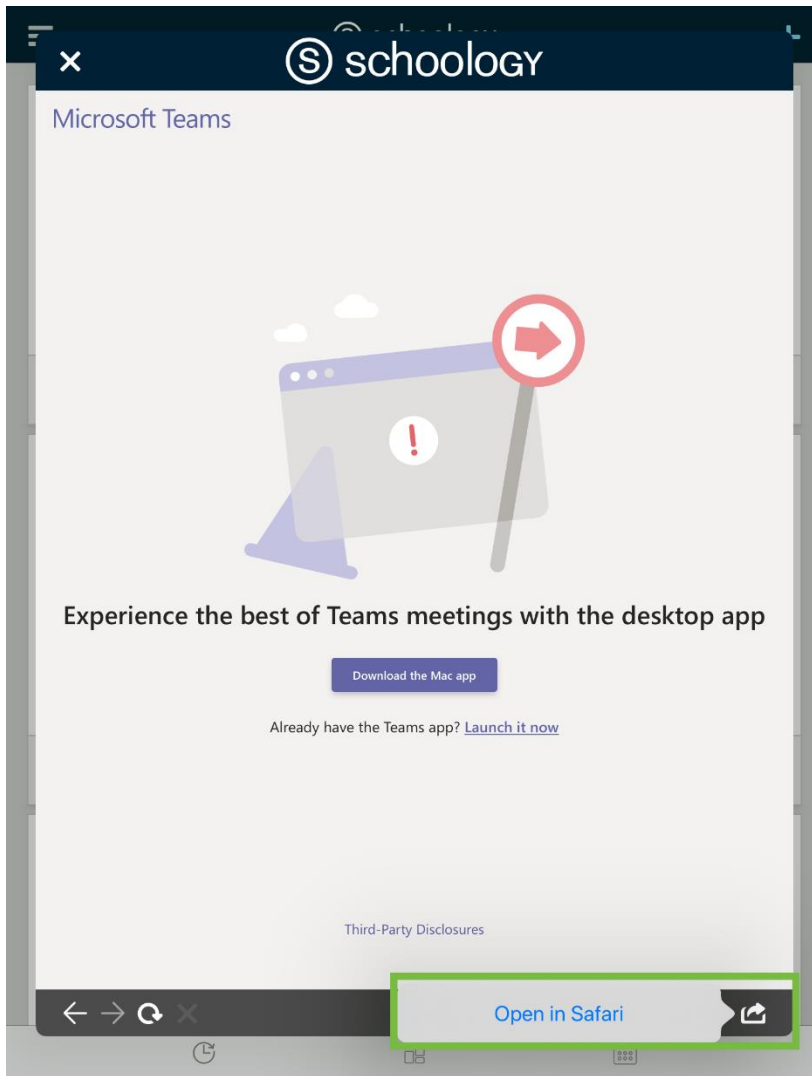 schoology
Microsoft Teams
!
Experience the best of Teams meetings with the desktop app
Download the Mac app
Already have the Teams app? Launch it now
Third-Party Disclosures
Open in Safari